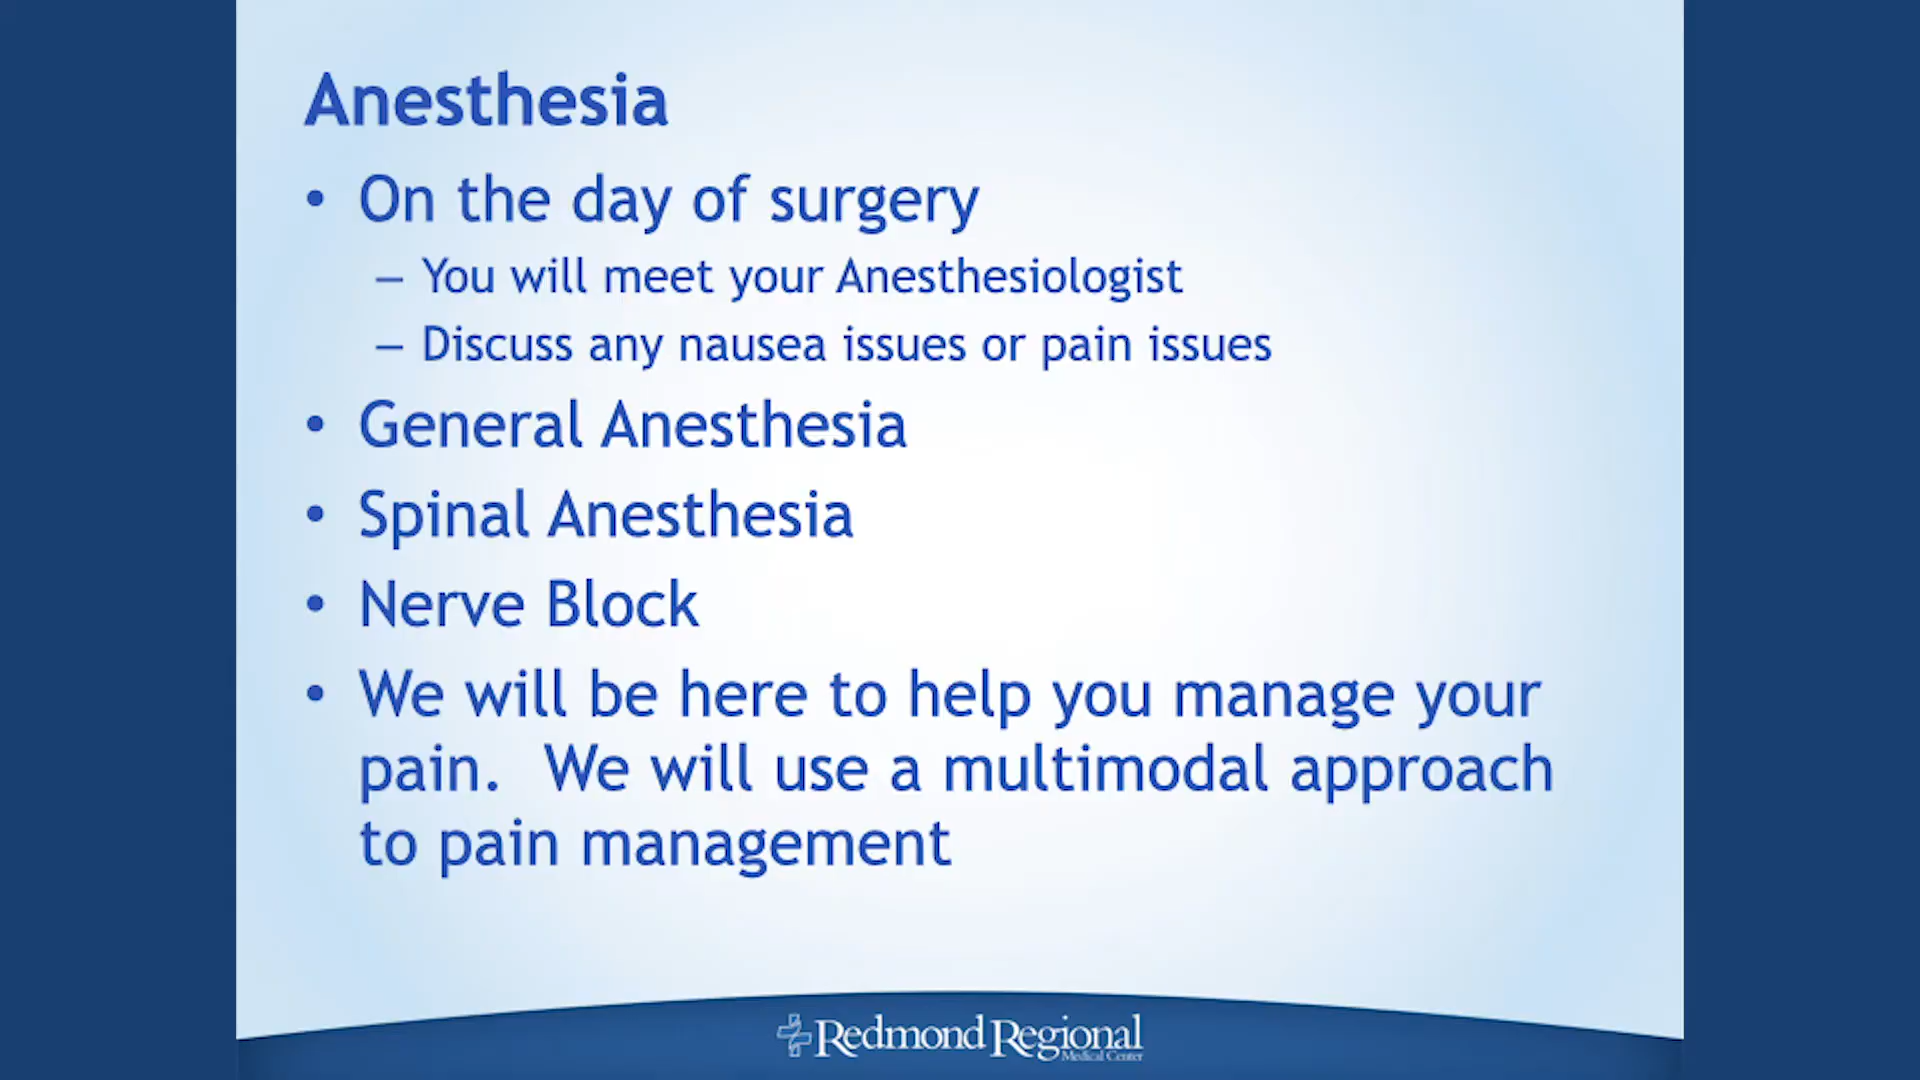 Anesthesia
• On the day of surgery
– You will meet your Anesthesiologist
– Discuss any nausea issues or pain issues
• General Anesthesia
• Spinal Anesthesia
• Nerve Block
• We will be here to help you manage your
pain.  We will use a multimodal approach
to pain management
Redmond Regional
Medical Center